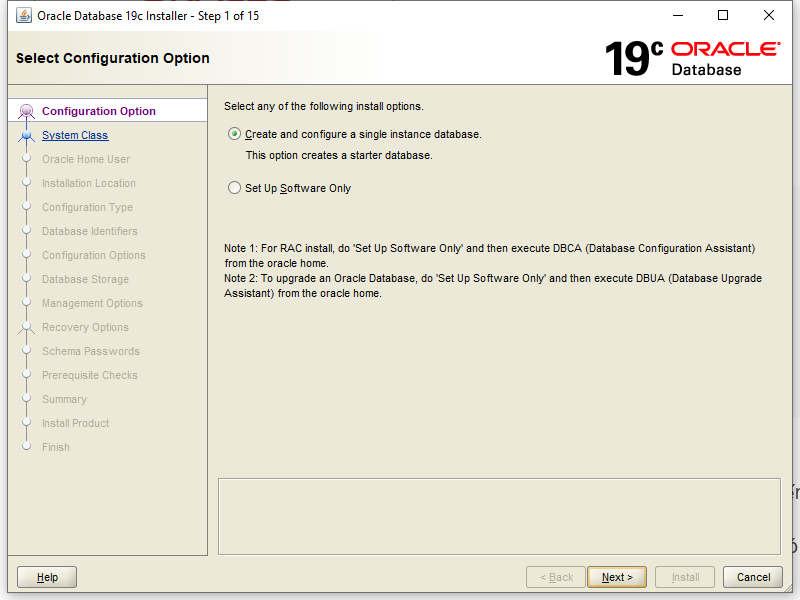 Oracle Database 19c Installer - Step 1 of 15
Select Configuration Option
19c ORACLE
Database
Configuration Option
System Class
Oracle Home User
Installation Location
Configuration Type
Database Identifiers
Configuration Options
Database Storage
Management Options
Recovery Options
Schema Passwords
Prerequisite Checks
Summary
Install Product
Finish
Select any of the following install options.
Create and configure a single instance database.
This option creates a starter database.
Set Up Software Only
Note 1: For RAC install, do 'Set Up Software Only' and then execute DBCA (Database Configuration Assistant)
from the oracle home.
Note 2: To upgrade an Oracle Database, do 'Set Up Software Only' and then execute DBUA (Database Upgrade
Assistant) from the oracle home.
Help
< Back
Next >
Install
Cancel